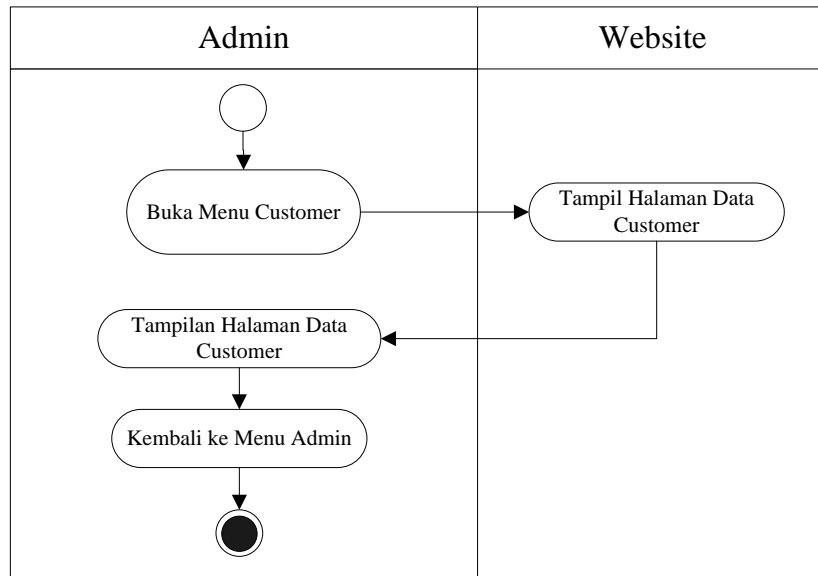 Admin
Website
Buka Menu Customer
Tampil Halaman Data
Customer
Tampilan Halaman Data
Customer
Kembali ke Menu Admin